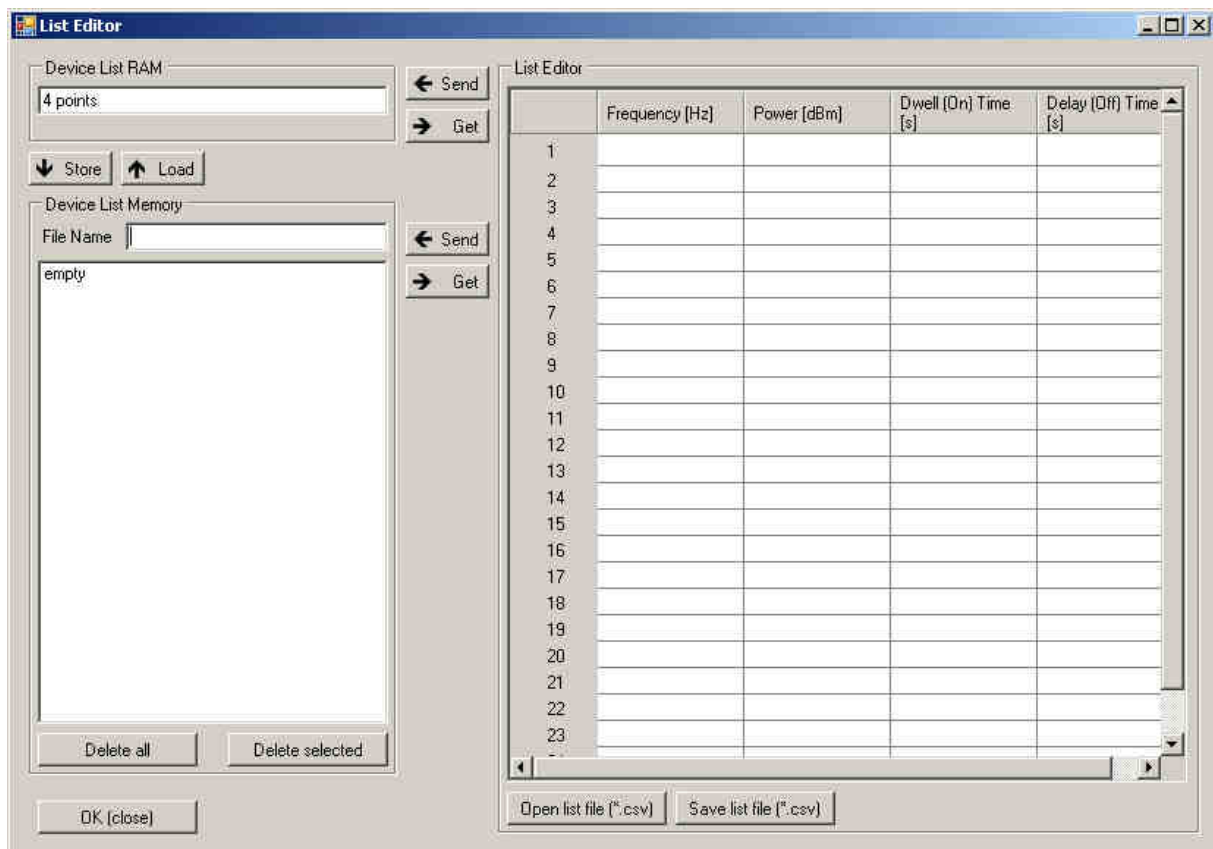 List Editor
Device List RAM
4 points
Send
Get
Store
Load
Device List Memory
File Name
empty
Send
Get
Delete all
Delete selected
OK (close)
List Editor
Frequency [Hz] Power [dBm] Dwell (On) Time [s] Delay (Off) Time [s]
1
2
3
4
5
6
7
8
9
10
11
12
13
14
15
16
17
18
19
20
21
22
23
Open list file (*.csv)
Save list file (*.csv)